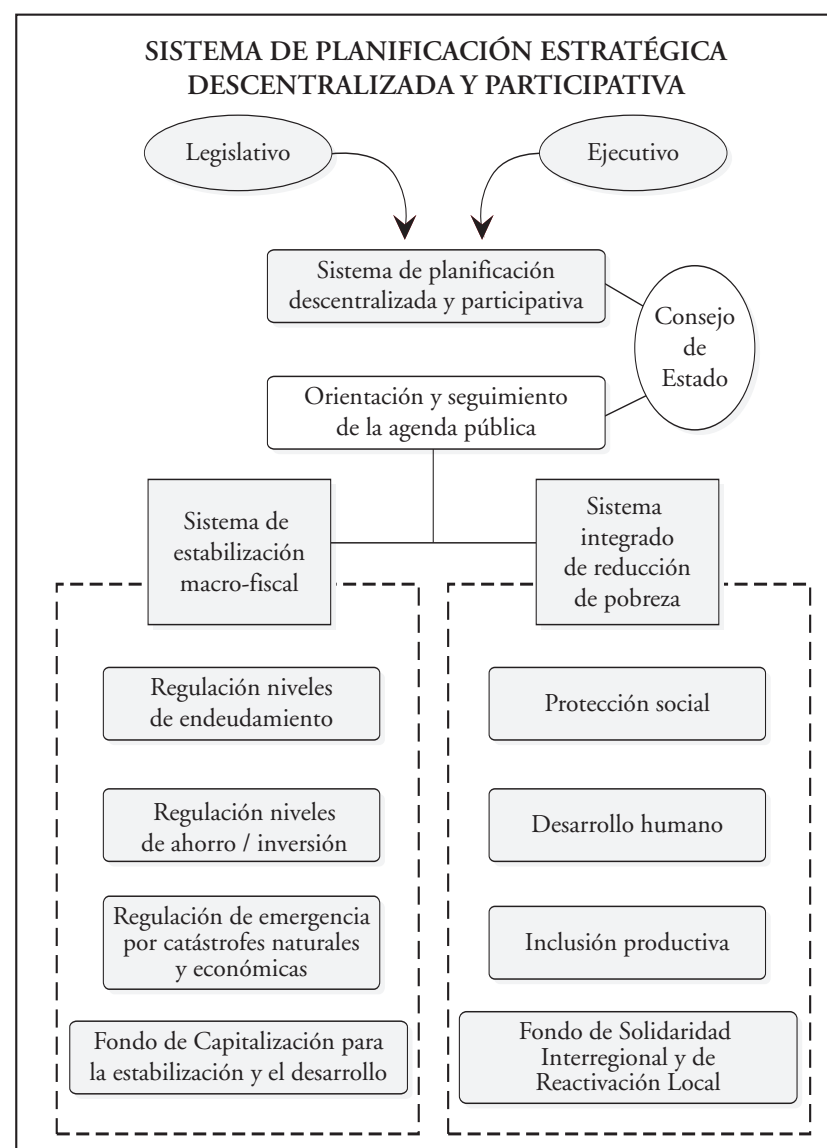 SISTEMA DE PLANIFICACIÓN ESTRATÉGICA
DESCENTRALIZADA Y PARTICIPATIVA
Legislativo
Ejecutivo
Sistema de planificación
descentralizada y participativa
Consejo
de
Estado
Orientación y seguimiento
de la agenda pública
Sistema de
estabilización
macro-fiscal
Sistema
integrado
de reducción
de pobreza
Regulación niveles
de endeudamiento
Regulación niveles
de ahorro / inversión
Regulación de emergencia
por catástrofes naturales
y económicas
Fondo de Capitalización para
la estabilización y el desarrollo
Protección social
Desarrollo humano
Inclusión productiva
Fondo de Solidaridad
Interregional y de
Reactivación Local